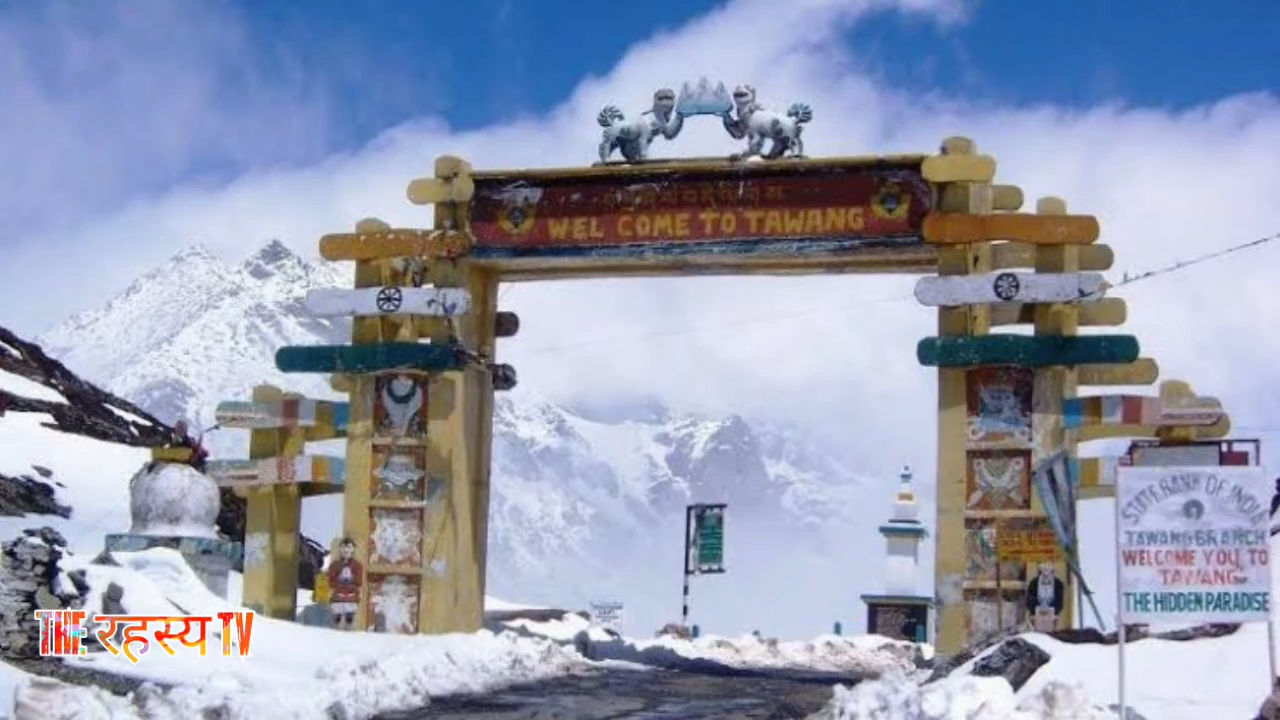 WEL COME TO TAWANG
STATE BANK OF INDIA
TAWANG BRANCH
WELCOME YOU TO
TAWANG
THE HIDDEN PARADISE
THE रहस्य TV